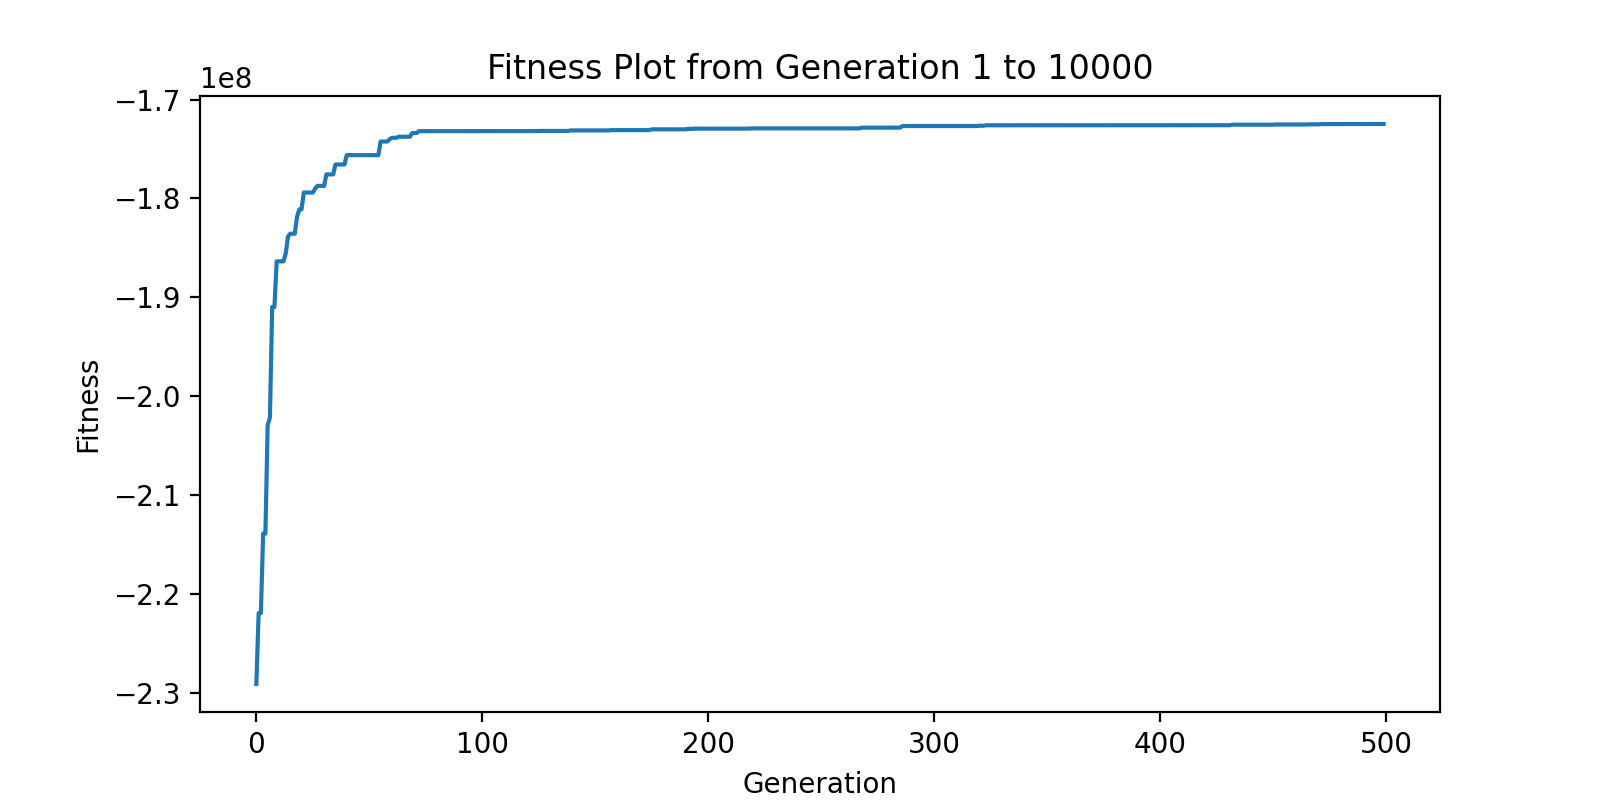 Fitness Plot from Generation 1 to 10000
1e8
−1.7
−1.8
−1.9
−2.0
−2.1
−2.2
−2.3
Fitness
0 100 200 300 400 500
Generation